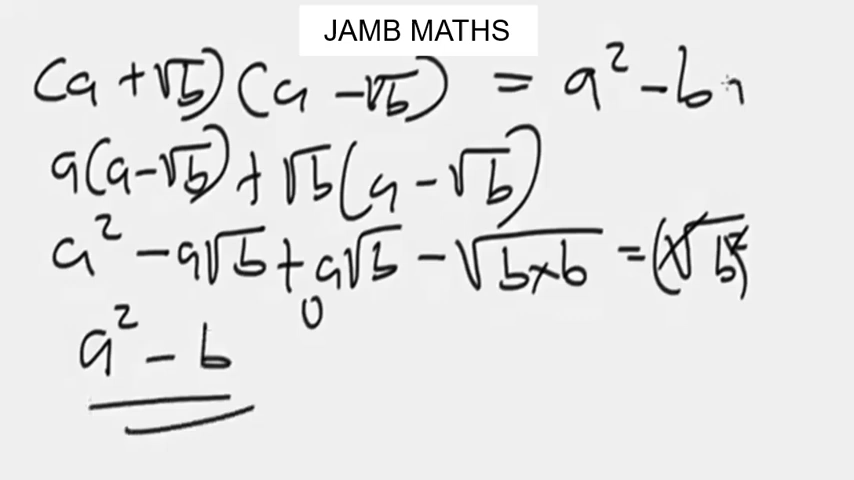 JAMB MATHS
(a + √b)(a - √b) = a² - b
a(a - √b) + √b(a - √b)
a² - a√b + a√b - √b×b = (√b²)
0
a² - b